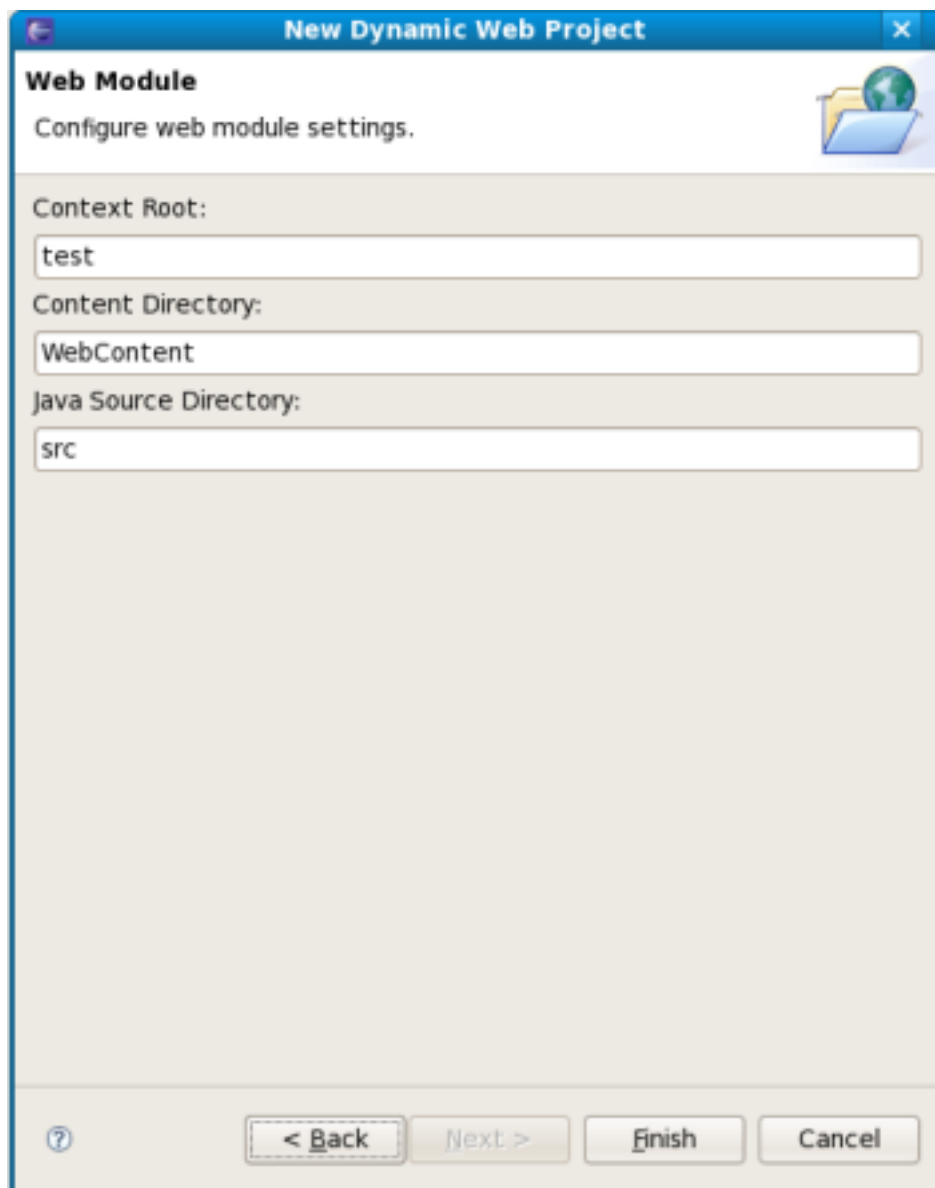 New Dynamic Web Project
Web Module
Configure web module settings.
Context Root:
test
Content Directory:
WebContent
Java Source Directory:
src
? < Back Next > Finish Cancel